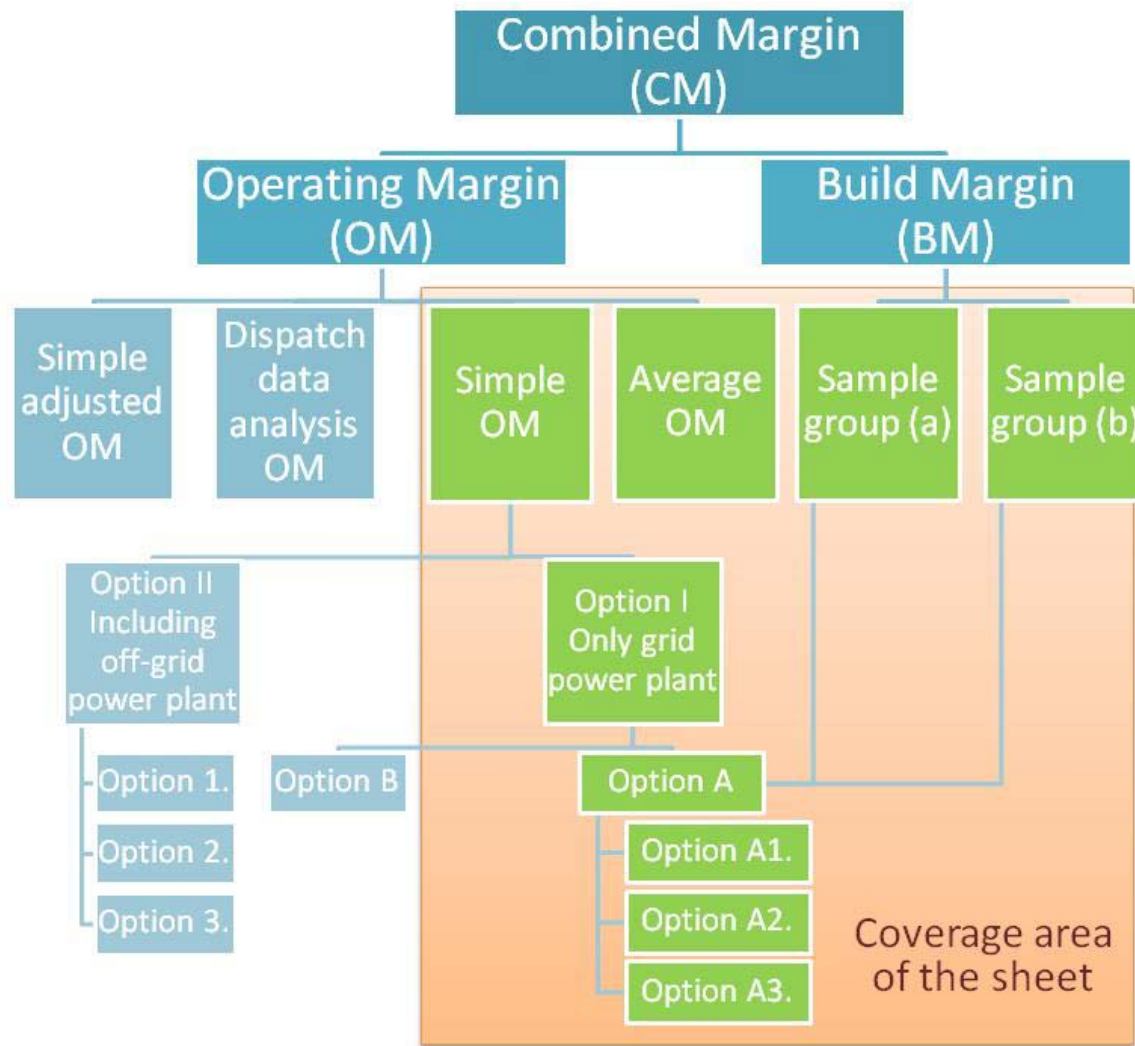 Combined Margin
(CM)
Operating Margin
(OM)
Build Margin
(BM)
Simple
adjusted
OM
Dispatch
data
analysis
OM
Simple
OM
Average
OM
Sample
group (a)
Sample
group (b)
Option II
Including
off-grid
power plant
Option I
Only grid
power plant
Option 1.
Option 2.
Option 3.
Option B
Option A
Option A1.
Option A2.
Option A3.
Coverage area
of the sheet